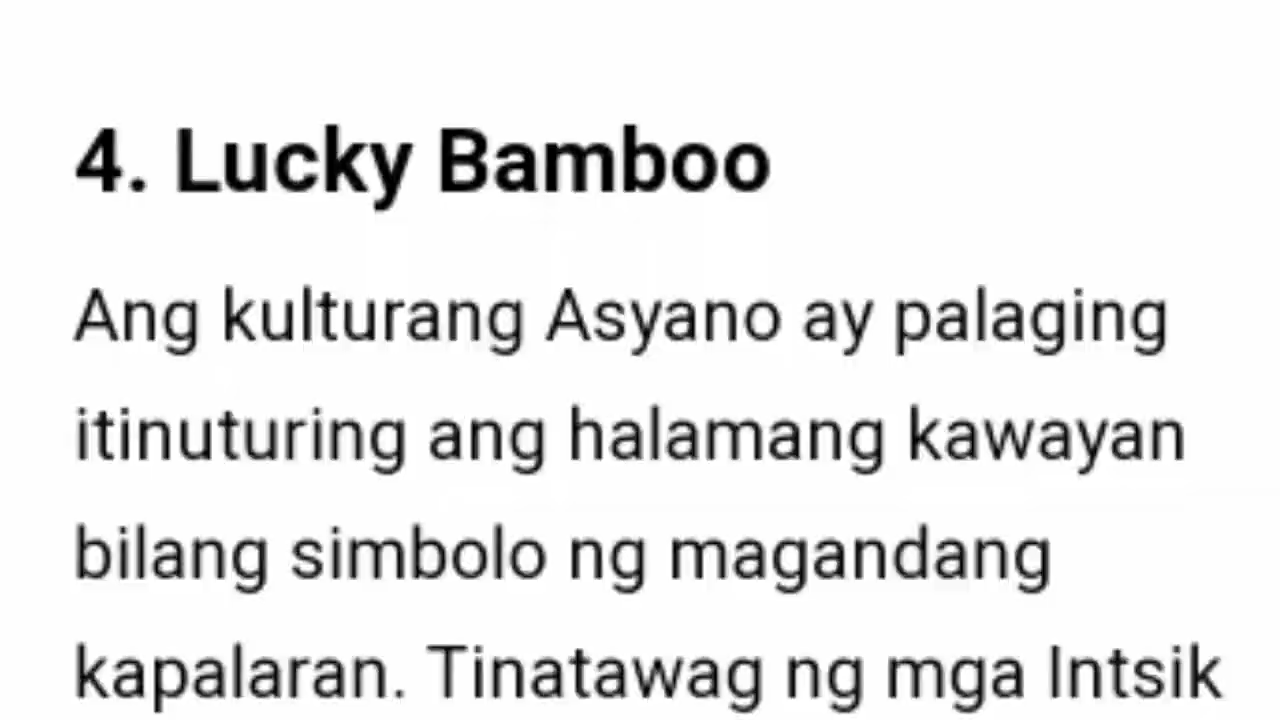 4. Lucky Bamboo
Ang kulturang Asyano ay palaging
itinuturing ang halamang kawayan
bilang simbolo ng magandang
kapalaran. Tinatawag ng mga Intsik